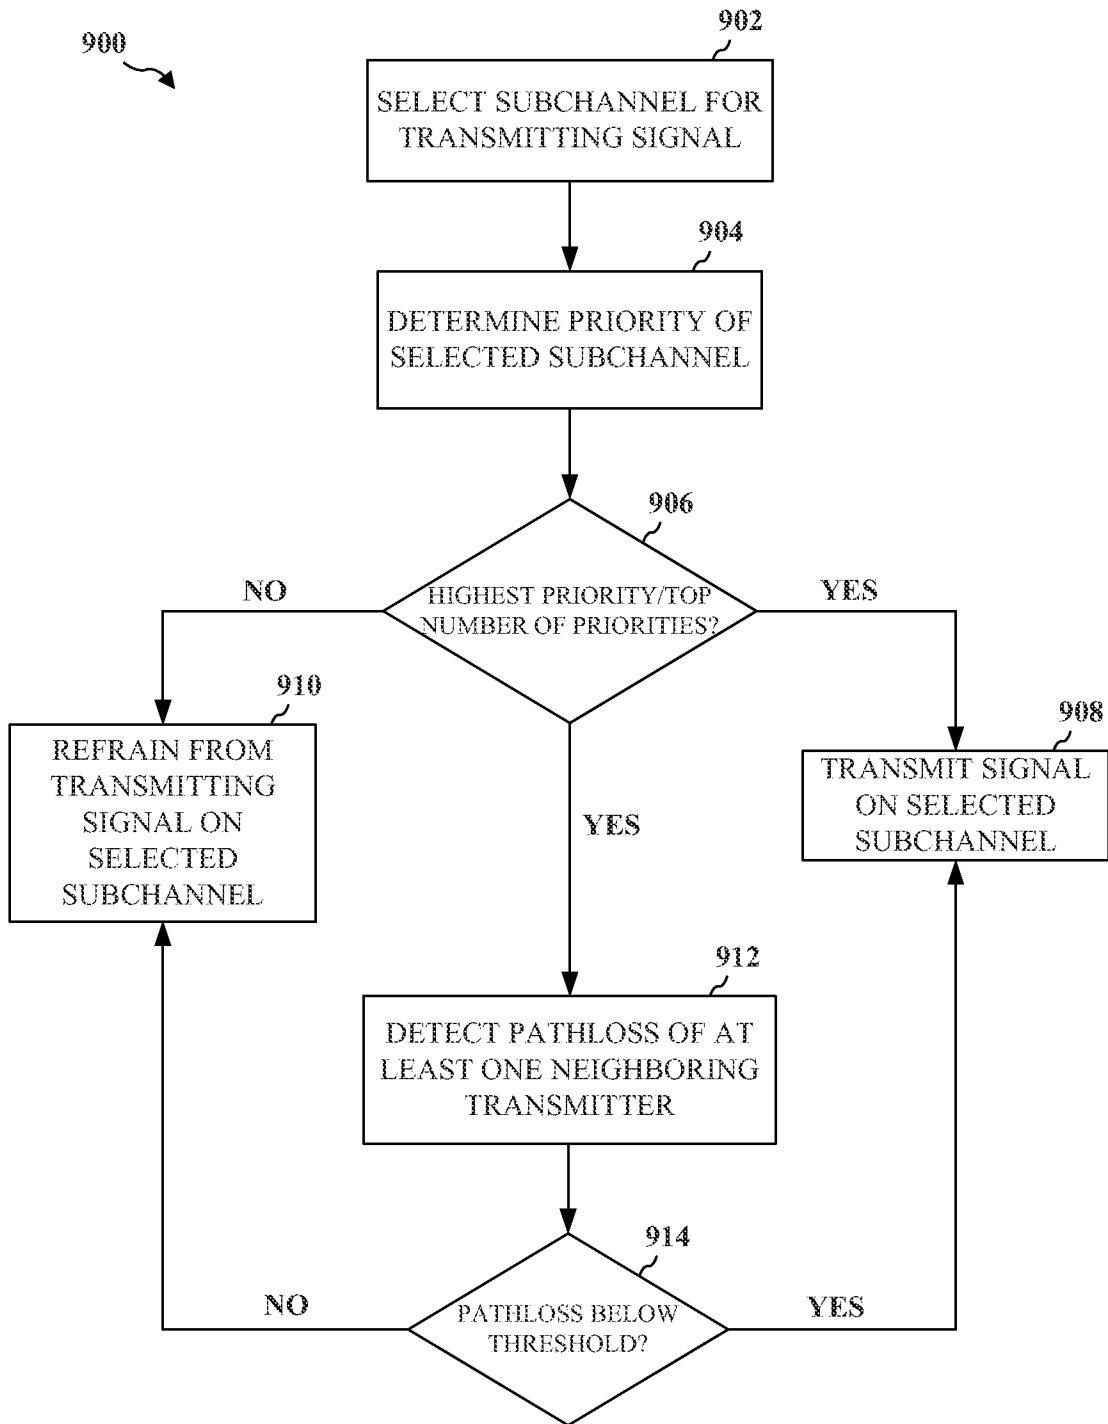 900
902
SELECT SUBCHANNEL FOR
TRANSMITTING SIGNAL
904
DETERMINE PRIORITY OF
SELECTED SUBCHANNEL
906
HIGHEST PRIORITY/TOP
NUMBER OF PRIORITIES?
NO
YES
910
REFRAIN FROM
TRANSMITTING
SIGNAL ON
SELECTED
SUBCHANNEL
908
TRANSMIT SIGNAL
ON SELECTED
SUBCHANNEL
YES
912
DETECT PATHLOSS OF AT
LEAST ONE NEIGHBORING
TRANSMITTER
914
PATHLOSS BELOW
THRESHOLD?
NO
YES